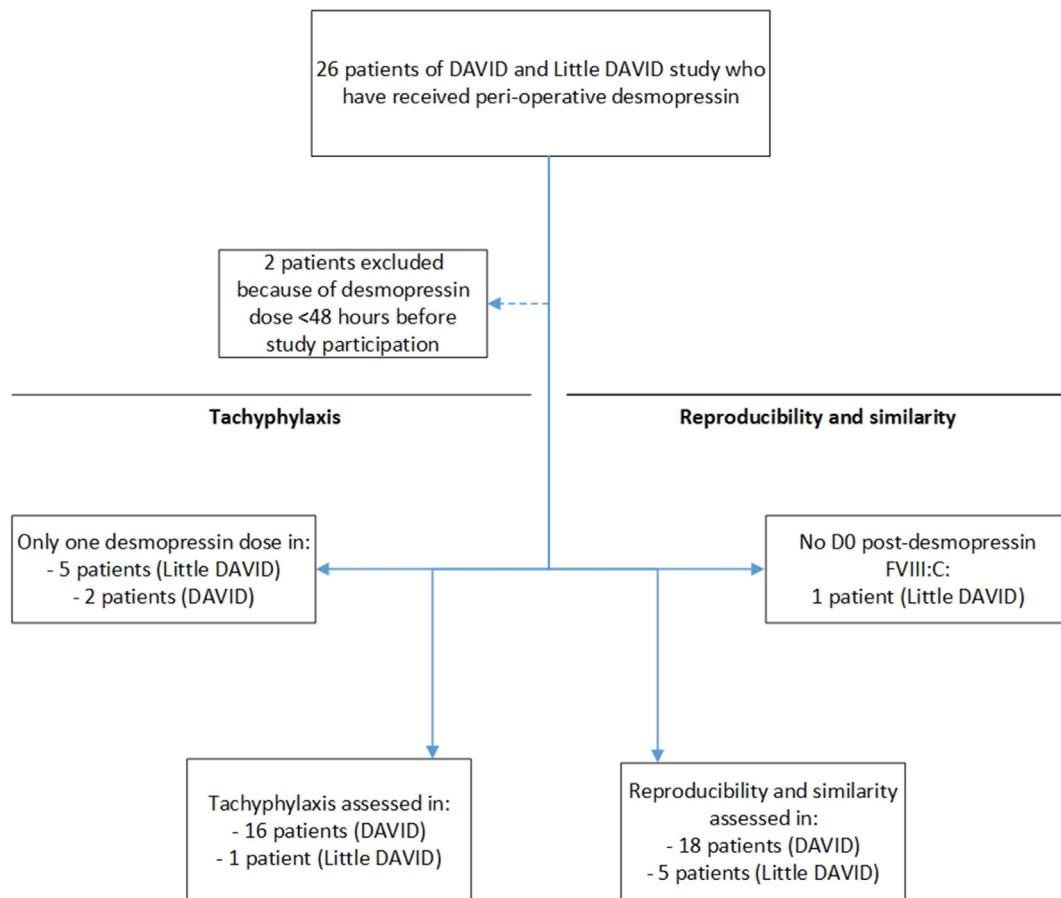 26 patients of DAVID and Little DAVID study who
have received peri-operative desmopressin
2 patients excluded
because of desmopressin
dose <48 hours before
study participation
Tachyphylaxis
Reproducibility and similarity
Only one desmopressin dose in:
- 5 patients (Little DAVID)
- 2 patients (DAVID)
No D0 post-desmopressin
FVIII:C:
1 patient (Little DAVID)
Tachyphylaxis assessed in:
- 16 patients (DAVID)
- 1 patient (Little DAVID)
Reproducibility and similarity
assessed in:
- 18 patients (DAVID)
- 5 patients (Little DAVID)